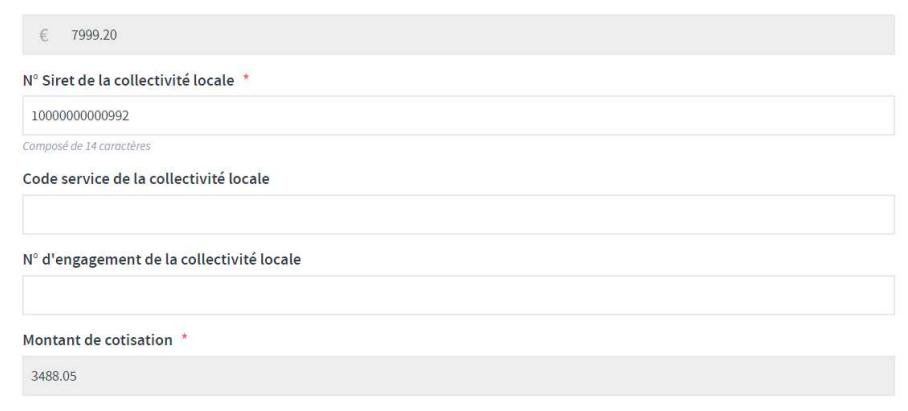 € 7999.20
N° Siret de la collectivité locale *
10000000000992
Composé de 14 caractères
Code service de la collectivité locale
N° d'engagement de la collectivité locale
Montant de cotisation *
3488.05